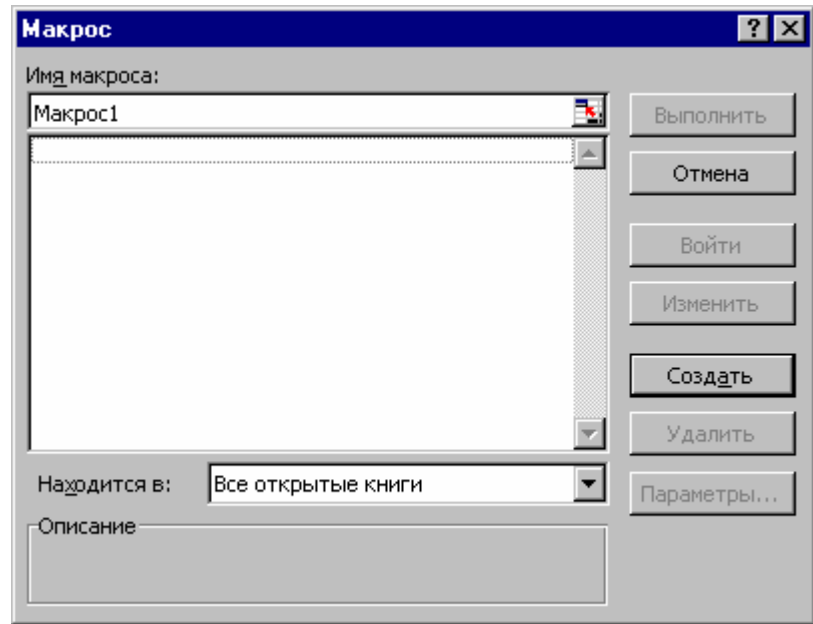 Макрос
Имя макроса:
Макрос1
Выполнить
Отмена
Войти
Изменить
Создать
Удалить
Находится в:
Все открытые книги
Параметры...
Описание